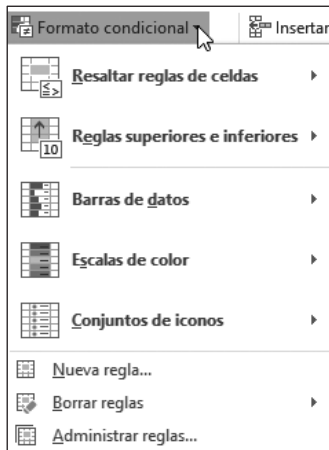 Formato condicional
Insertar
Resaltar reglas de celdas
Reglas superiores e inferiores
10
Barras de datos
Escalas de color
Conjuntos de iconos
Nueva regla...
Borrar reglas
Administrar reglas...